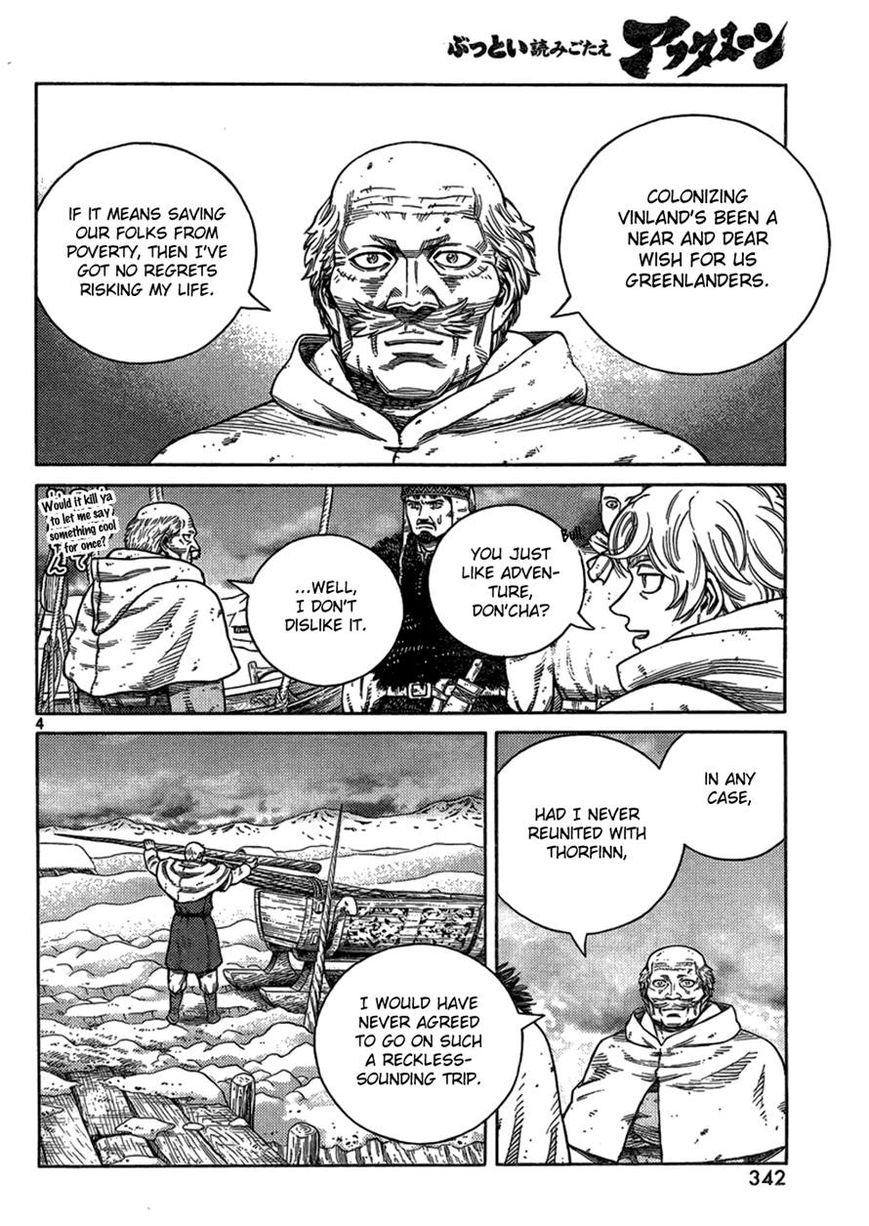 ぶっとい読みごたえ アフタヌーン
COLONIZING
VINLAND'S BEEN A
NEAR AND DEAR
WISH FOR US
GREENLANDERS.
IF IT MEANS SAVING
OUR FOLKS FROM
POVERTY, THEN I'VE
GOT NO REGRETS
RISKING MY LIFE.
YOU JUST
LIKE ADVEN-
TURE,
DON'CHA?
...WELL,
I DON'T
DISLIKE IT.
Would it kill ya
to let me say
something cool
for once?
4
IN ANY
CASE,
HAD I NEVER
REUNITED WITH
THORFINN,
I WOULD HAVE
NEVER AGREED
TO GO ON SUCH
A RECKLESS-
SOUNDING TRIP.
342